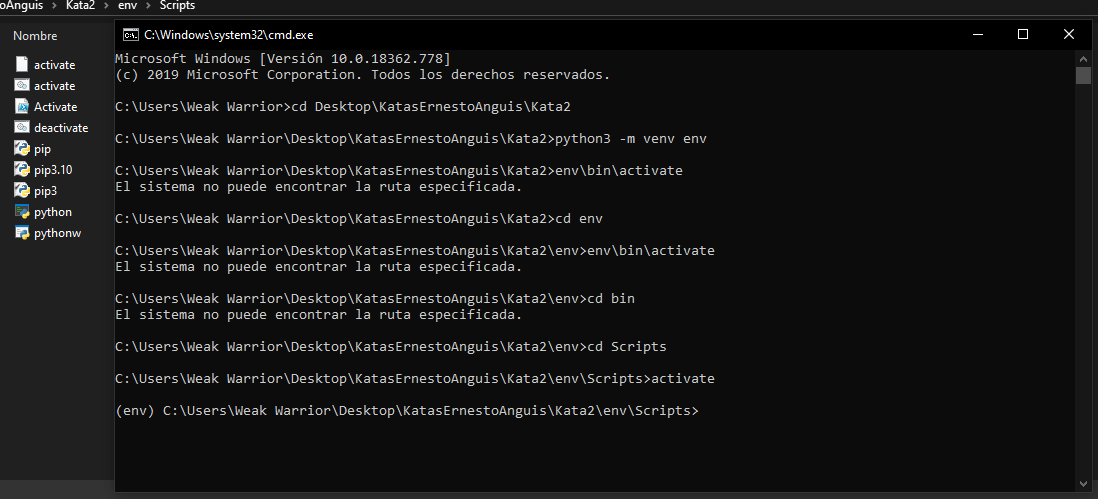 oAnguis > Kata2 > env > Scripts
Nombre
activate
activate
Activate
deactivate
pip
pip3.10
pip3
python
pythonw
C:\Windows\system32\cmd.exe
Microsoft Windows [Versión 10.0.18362.778]
(c) 2019 Microsoft Corporation. Todos los derechos reservados.
C:\Users\Weak Warrior>cd Desktop\KatasErnestoAnguis\Kata2
C:\Users\Weak Warrior\Desktop\KatasErnestoAnguis\Kata2>python3 -m venv env
C:\Users\Weak Warrior\Desktop\KatasErnestoAnguis\Kata2>env\bin\activate
El sistema no puede encontrar la ruta especificada.
C:\Users\Weak Warrior\Desktop\KatasErnestoAnguis\Kata2>cd env
C:\Users\Weak Warrior\Desktop\KatasErnestoAnguis\Kata2\env>env\bin\activate
El sistema no puede encontrar la ruta especificada.
C:\Users\Weak Warrior\Desktop\KatasErnestoAnguis\Kata2\env>cd bin
El sistema no puede encontrar la ruta especificada.
C:\Users\Weak Warrior\Desktop\KatasErnestoAnguis\Kata2\env>cd Scripts
C:\Users\Weak Warrior\Desktop\KatasErnestoAnguis\Kata2\env\Scripts>activate
(env) C:\Users\Weak Warrior\Desktop\KatasErnestoAnguis\Kata2\env\Scripts>